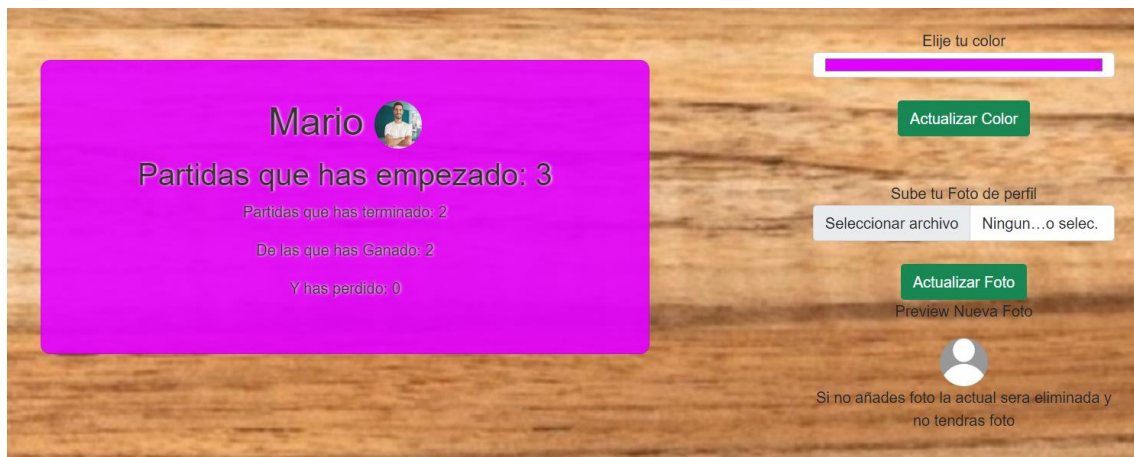 Mario
Partidas que has empezado: 3
Partidas que has terminado: 2
De las que has Ganado: 2
Y has perdido: 0
Elije tu color
Actualizar Color
Sube tu Foto de perfil
Seleccionar archivo Ningun…o selec.
Actualizar Foto
Preview Nueva Foto
Si no añades foto la actual sera eliminada y
no tendras foto